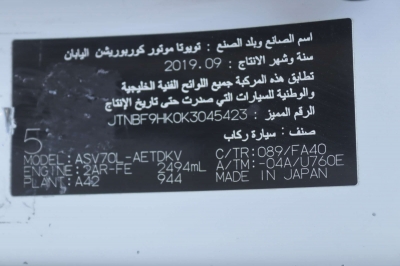 اسم الصانع وبلد الصنع : تويوتا موتور كوربوريشن اليابان
سنة وشهر الانتاج : 2019.09
تطابق هذه المركبة جميع اللوائح الفنية الخليجية
والوطنية للسيارات التي صدرت حتى تاريخ الإنتاج
الرقم المميز : JTNBF9HK0K3045423
صنف : سيارة ركاب
5
MODEL: ASV70L-AETDKV C/TR: 089/FA40
ENGINE: 2AR-FE 2494mL A/TM: -04A/U760E
PLANT: A42 944 MADE IN JAPAN